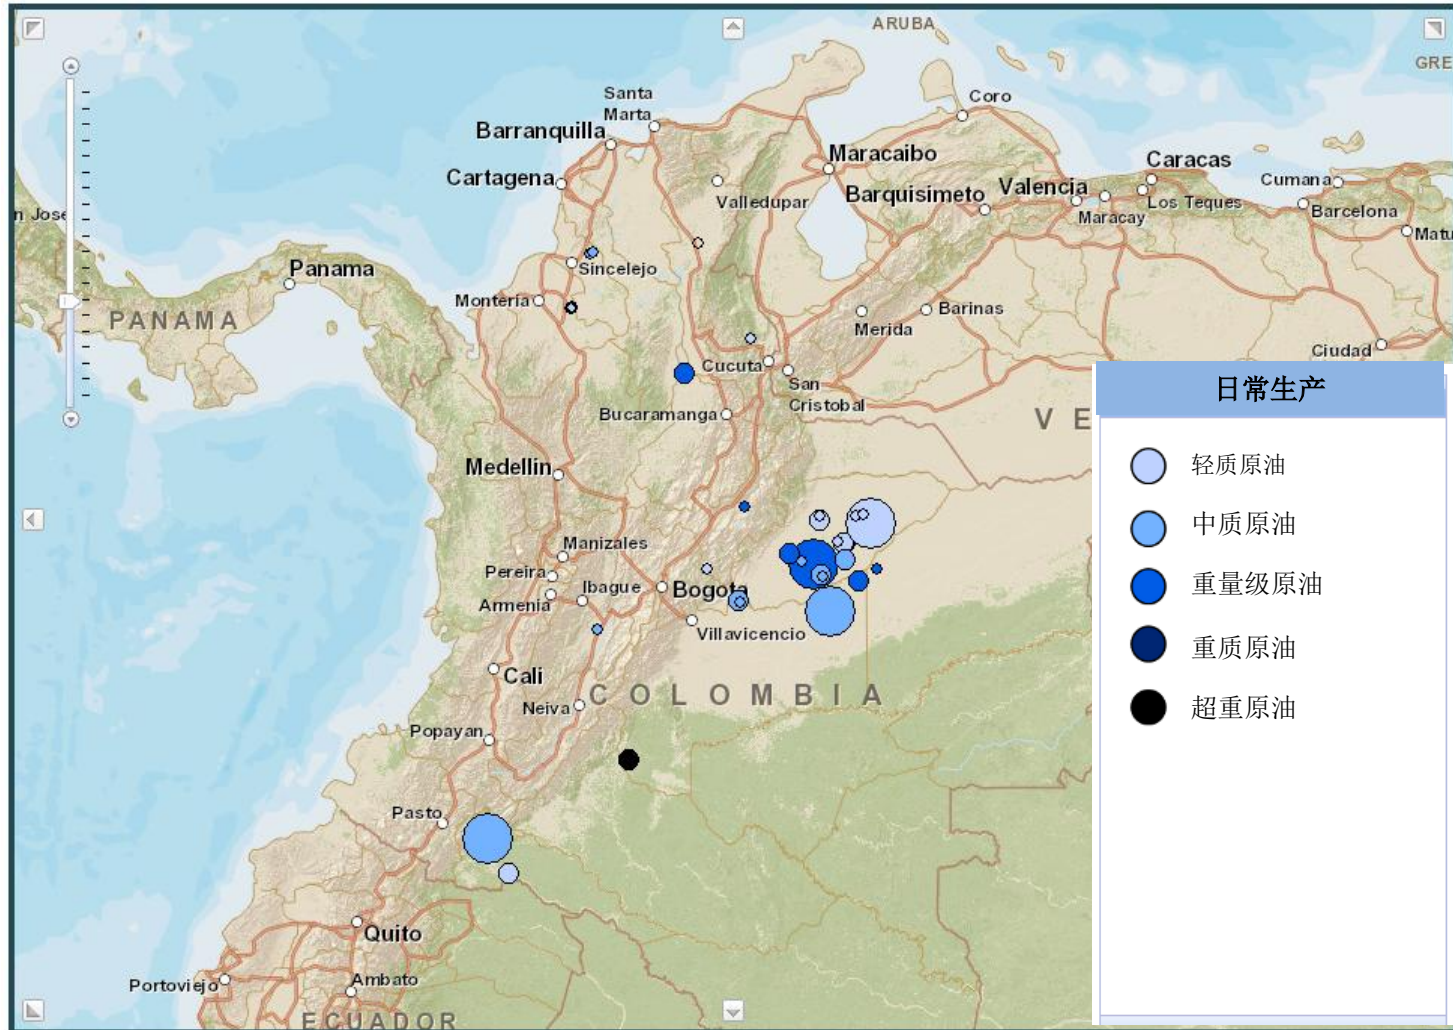 ARUBA
GRE
Santa
Marta
Coro
Barranquilla
Maracaibo
Caracas
Cartagena
Valledupar
Barquisimeto
Valencia
Cumana
Los Teques
Maracay
Barcelona
n Jose
Matu
Panama
Sincelejo
Monteria
Barinas
PANAMA
Merida
Ciudad
Cucuta
San
Cristobal
Bucaramanga
VE
Medellin
Manizales
Pereira
Ibague
Bogota
Armenia
Villavicencio
Cali
COLOMBIA
Neiva
Popayan
Pasto
Quito
Ambato
Portoviejo
ECUADOR
日常生产
轻质原油
中质原油
重量级原油
重质原油
超重原油